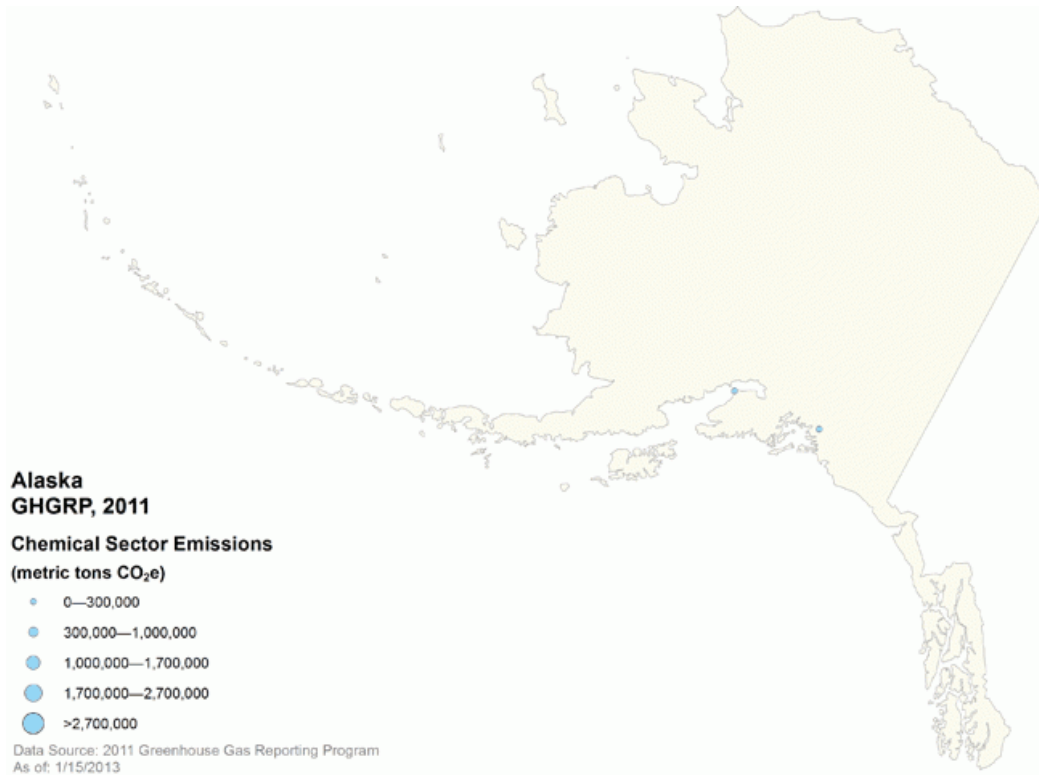 Alaska
GHGRP, 2011
Chemical Sector Emissions
(metric tons CO₂e)
0—300,000
300,000—1,000,000
1,000,000—1,700,000
1,700,000—2,700,000
>2,700,000
Data Source: 2011 Greenhouse Gas Reporting Program
As of: 1/15/2013